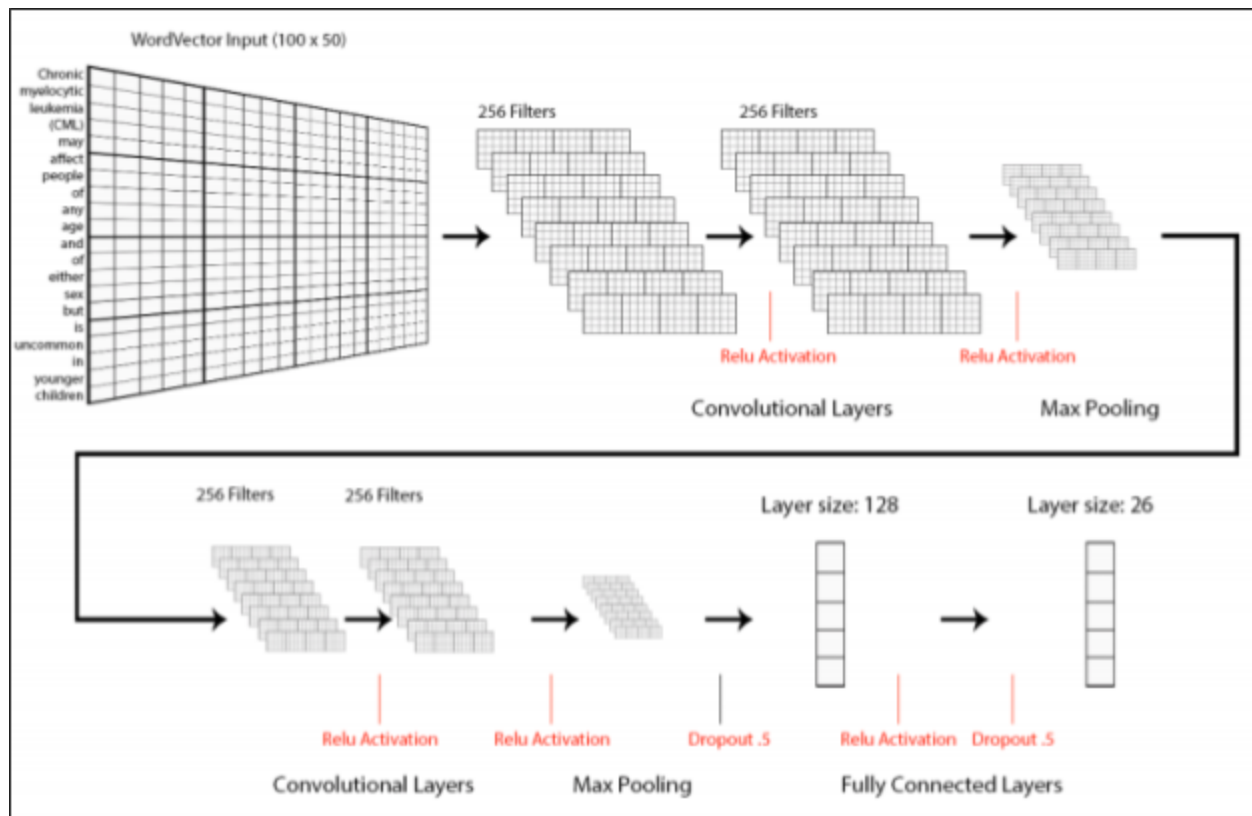 WordVector Input (100 x 50)
Chronic
myelocytic
leukemia
(CML)
may
affect
people
of
any
age
and
of
either
sex
but
is
uncommon
in
younger
children
256 Filters
256 Filters
Relu Activation
Relu Activation
Convolutional Layers
Max Pooling
256 Filters
256 Filters
Layer size: 128
Layer size: 26
Relu Activation
Relu Activation
Dropout .5
Relu Activation
Dropout .5
Convolutional Layers
Max Pooling
Fully Connected Layers